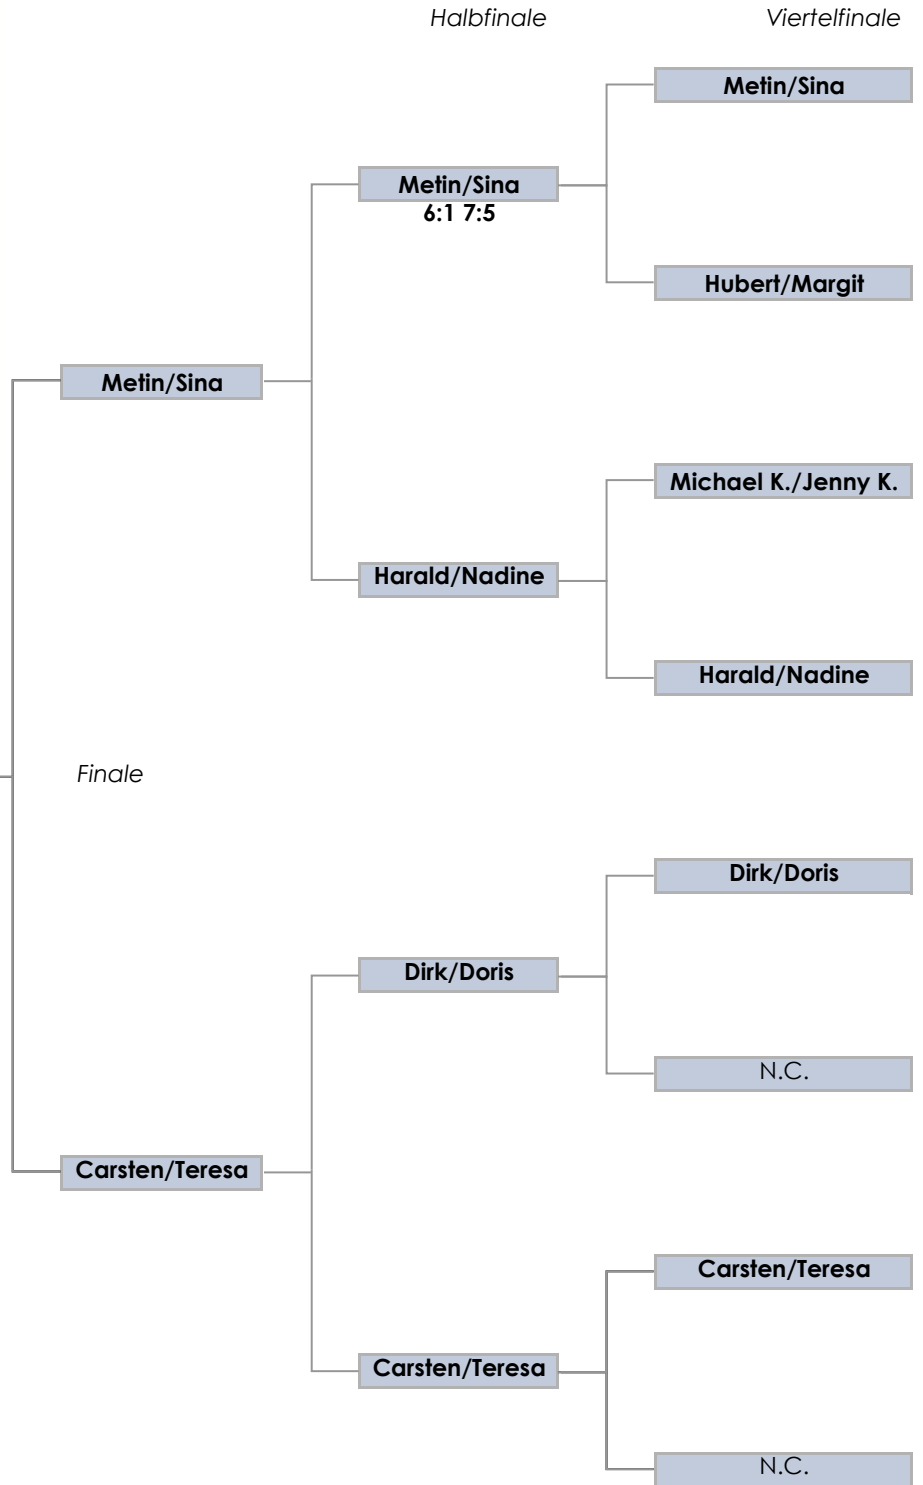 Halbfinale
Viertelfinale
Metin/Sina
Metin/Sina
6:1 7:5
Hubert/Margit
Metin/Sina
Michael K./Jenny K.
Harald/Nadine
Harald/Nadine
Finale
Dirk/Doris
Dirk/Doris
N.C.
Carsten/Teresa
Carsten/Teresa
Carsten/Teresa
N.C.